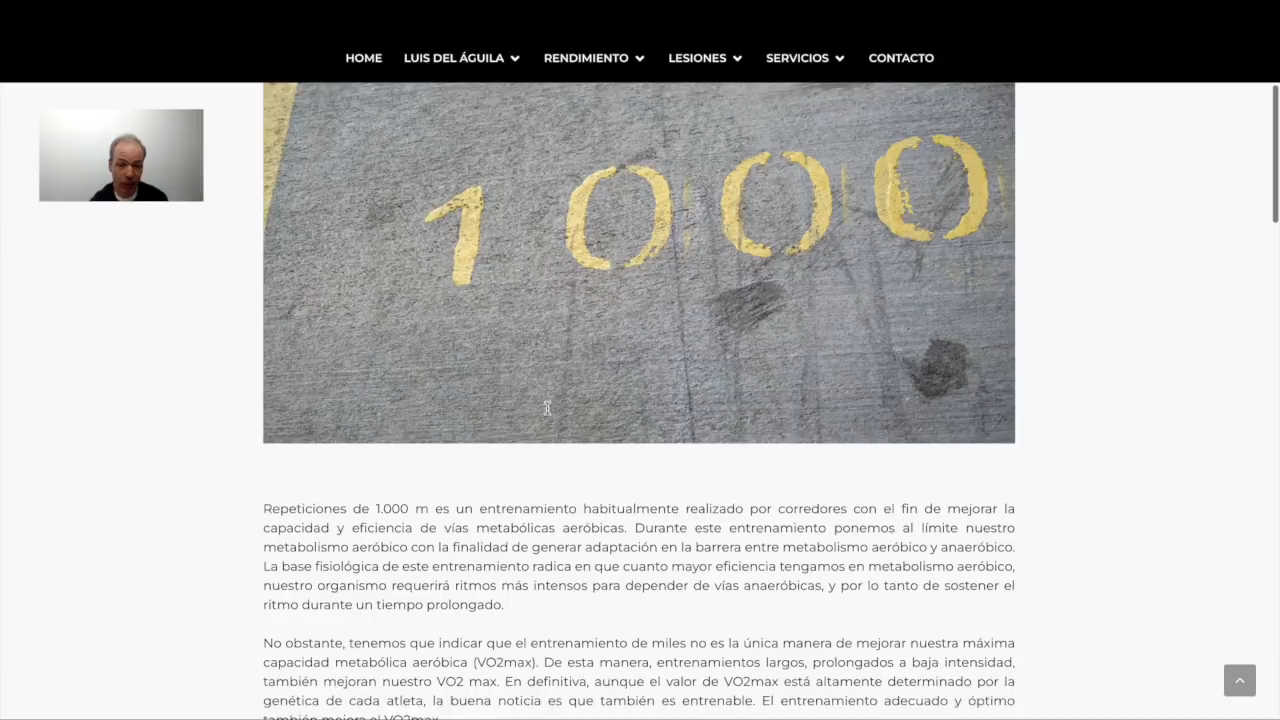 HOME LUIS DEL ÁGUILA RENDIMIENTO LESIONES SERVICIOS CONTACTO
1000
Repeticiones de 1.000 m es un entrenamiento habitualmente realizado por corredores con el fin de mejorar la
capacidad y eficiencia de vías metabólicas aeróbicas. Durante este entrenamiento ponemos al límite nuestro
metabolismo aeróbico con la finalidad de generar adaptación en la barrera entre metabolismo aeróbico y anaeróbico.
La base fisiológica de este entrenamiento radica en que cuanto mayor eficiencia tengamos en metabolismo aeróbico,
nuestro organismo requerirá ritmos más intensos para depender de vías anaeróbicas, y por lo tanto de sostener el
ritmo durante un tiempo prolongado.
No obstante, tenemos que indicar que el entrenamiento de miles no es la única manera de mejorar nuestra máxima
capacidad metabólica aeróbica (VO2max). De esta manera, entrenamientos largos, prolongados a baja intensidad,
también mejoran nuestro VO2 max. En definitiva, aunque el valor de VO2max está altamente determinado por la
genética de cada atleta, la buena noticia es que también es entrenable. El entrenamiento adecuado y óptimo
también mejora el VO2max